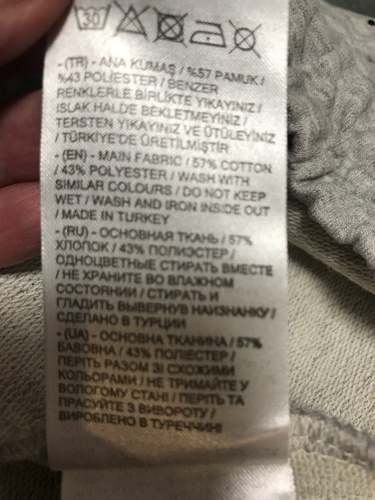 30
-(TR) - ANA KUMAŞ / %57 PAMUK /
%43 POLIESTER / BENZER
RENKLERLE BİRLİKTE YIKAYINIZ /
ISLAK HALDE BEKLETMEYİNİZ /
TERSTEN YIKAYINIZ VE ÜTÜLEYİNİZ
/ TÜRKİYE'DE ÜRETİLMİŞTİR
-(EN) - MAIN FABRIC / 57% COTTON
/ 43% POLYESTER / WASH WITH
SIMILAR COLOURS / DO NOT KEEP
WET / WASH AND IRON INSIDE OUT
/ MADE IN TURKEY
-(RU) - ОСНОВНАЯ ТКАНЬ / 57%
ХЛОПОК / 43% ПОЛИЭСТЕР /
ОДНОЦВЕТНЫЕ СТИРАТЬ ВМЕСТЕ
/ НЕ ХРАНИТЕ ВО ВЛАЖНОМ
СОСТОЯНИИ / СТИРАТЬ И
ГЛАДИТЬ ВЫВЕРНУВ НАИЗНАНКУ /
СДЕЛАНО В ТУРЦИИ
-(UA) - ОСНОВНА ТКАНИНА / 57%
БАВОВНА / 43% ПОЛІЕСТЕР /
ПЕРІТЬ РАЗОМ ЗІ СХОЖИМИ
КОЛЬОРАМИ / НЕ ТРИМАЙТЕ У
ВОЛОГОМУ СТАНІ / ПЕРІТЬ ТА
ПРАСУЙТЕ З ВИВОРОТУ /
ВИРОБЛЕНО В ТУРЕЧЧИНІ